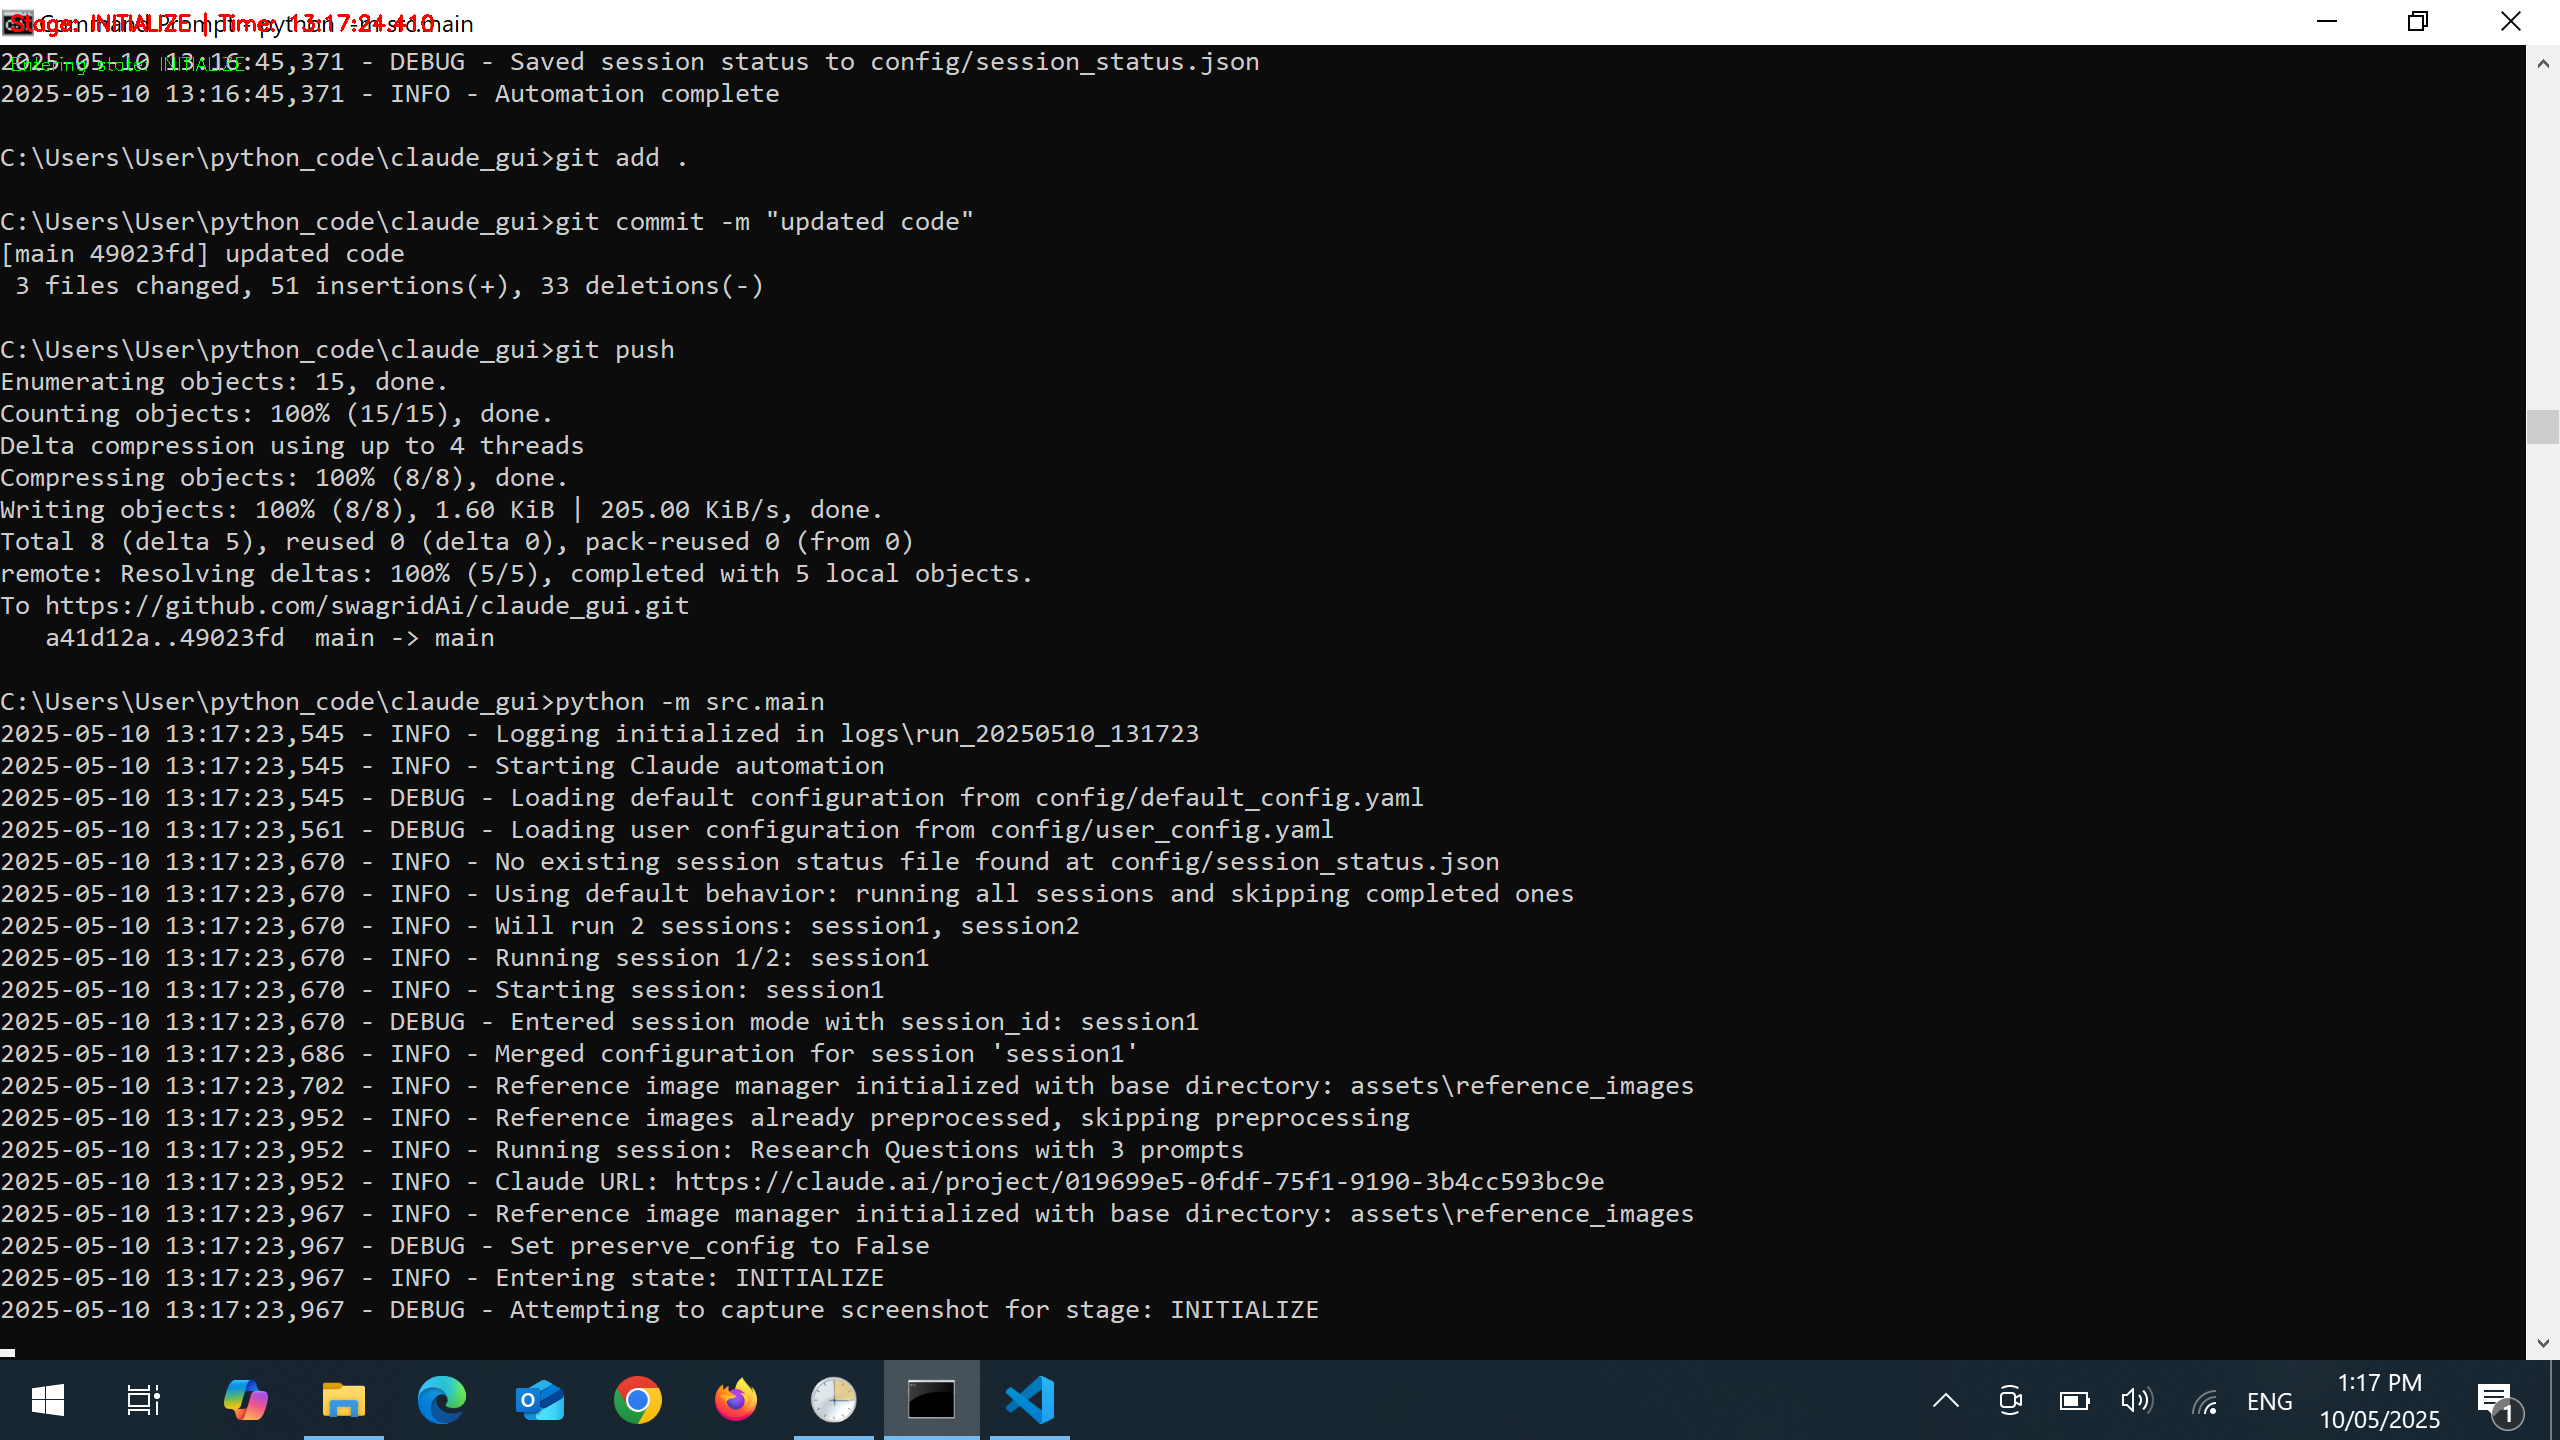 Stage: INITIALIZE | Time: 13:17:24.410
Command Prompt - python -m src.main
Entering state: INITIALIZE
2025-05-10 13:16:45,371 - DEBUG - Saved session status to config/session_status.json
2025-05-10 13:16:45,371 - INFO - Automation complete
C:\Users\User\python_code\claude_gui>git add .
C:\Users\User\python_code\claude_gui>git commit -m "updated code"
[main 49023fd] updated code
3 files changed, 51 insertions(+), 33 deletions(-)
C:\Users\User\python_code\claude_gui>git push
Enumerating objects: 15, done.
Counting objects: 100% (15/15), done.
Delta compression using up to 4 threads
Compressing objects: 100% (8/8), done.
Writing objects: 100% (8/8), 1.60 KiB | 205.00 KiB/s, done.
Total 8 (delta 5), reused 0 (delta 0), pack-reused 0 (from 0)
remote: Resolving deltas: 100% (5/5), completed with 5 local objects.
To https://github.com/swagridAi/claude_gui.git
a41d12a..49023fd  main -> main
C:\Users\User\python_code\claude_gui>python -m src.main
2025-05-10 13:17:23,545 - INFO - Logging initialized in logs\run_20250510_131723
2025-05-10 13:17:23,545 - INFO - Starting Claude automation
2025-05-10 13:17:23,545 - DEBUG - Loading default configuration from config/default_config.yaml
2025-05-10 13:17:23,561 - DEBUG - Loading user configuration from config/user_config.yaml
2025-05-10 13:17:23,670 - INFO - No existing session status file found at config/session_status.json
2025-05-10 13:17:23,670 - INFO - Using default behavior: running all sessions and skipping completed ones
2025-05-10 13:17:23,670 - INFO - Will run 2 sessions: session1, session2
2025-05-10 13:17:23,670 - INFO - Running session 1/2: session1
2025-05-10 13:17:23,670 - INFO - Starting session: session1
2025-05-10 13:17:23,670 - DEBUG - Entered session mode with session_id: session1
2025-05-10 13:17:23,686 - INFO - Merged configuration for session 'session1'
2025-05-10 13:17:23,702 - INFO - Reference image manager initialized with base directory: assets\reference_images
2025-05-10 13:17:23,952 - INFO - Reference images already preprocessed, skipping preprocessing
2025-05-10 13:17:23,952 - INFO - Running session: Research Questions with 3 prompts
2025-05-10 13:17:23,952 - INFO - Claude URL: https://claude.ai/project/019699e5-0fdf-75f1-9190-3b4cc593bc9e
2025-05-10 13:17:23,967 - INFO - Reference image manager initialized with base directory: assets\reference_images
2025-05-10 13:17:23,967 - DEBUG - Set preserve_config to False
2025-05-10 13:17:23,967 - INFO - Entering state: INITIALIZE
2025-05-10 13:17:23,967 - DEBUG - Attempting to capture screenshot for stage: INITIALIZE
ENG
1:17 PM
10/05/2025
1